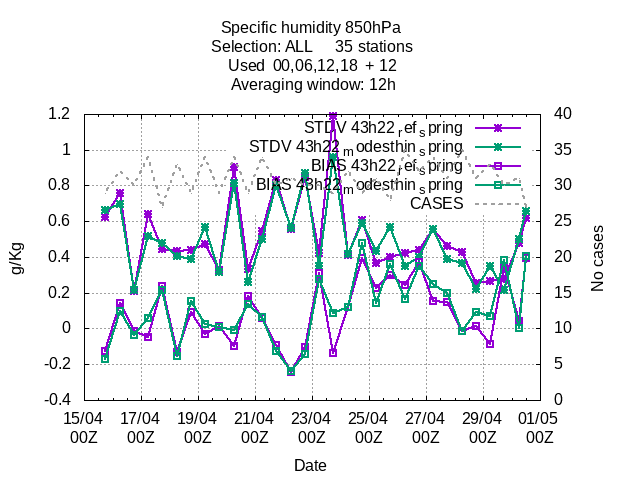 Specific humidity 850hPa
Selection: ALL 35 stations
Used 00,06,12,18 + 12
Averaging window: 12h
STDV 43h22_ref_spring
STDV 43h22_modesthin_spring
BIAS 43h22_ref_spring
BIAS 43h22_modesthin_spring
CASES
g/Kg
1.2
1
0.8
0.6
0.4
0.2
0
-0.2
-0.4
No cases
40
35
30
25
20
15
10
5
0
15/04 17/04 19/04 21/04 23/04 25/04 27/04 29/04 01/05
00Z 00Z 00Z 00Z 00Z 00Z 00Z 00Z 00Z
Date